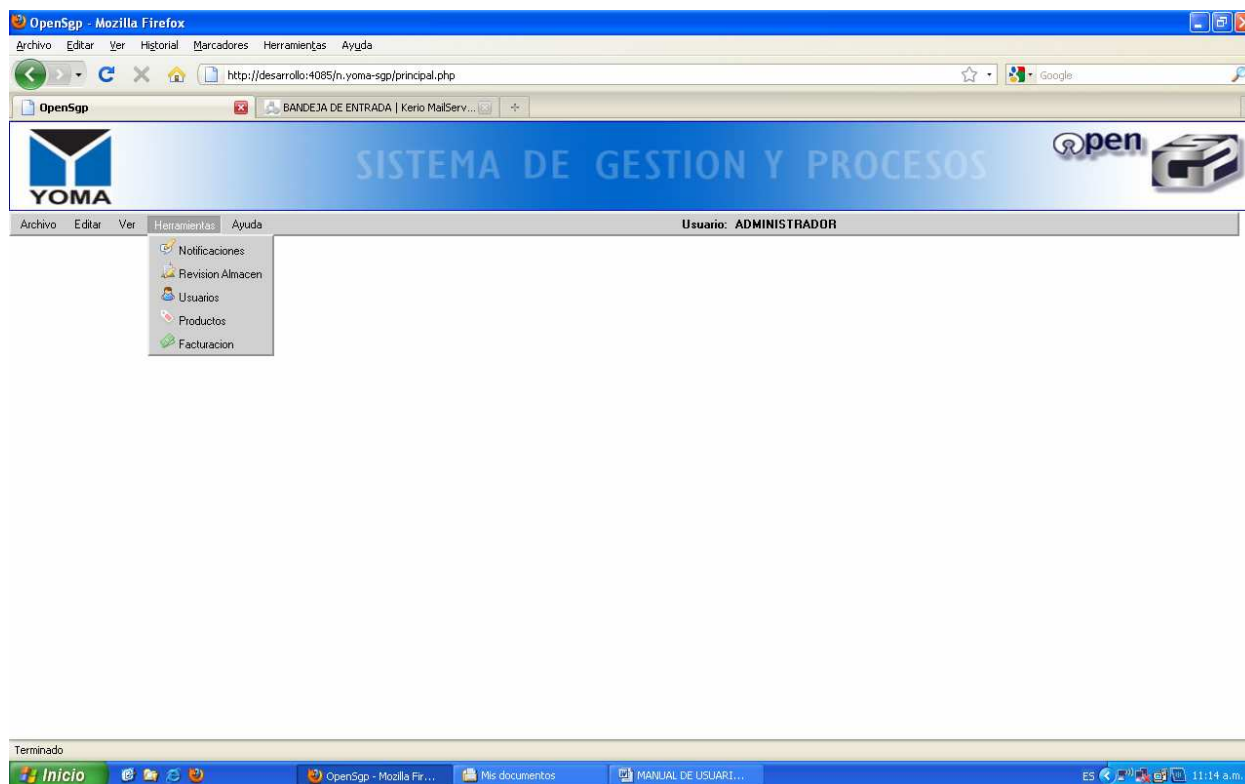 OpenSgp - Mozilla Firefox
Archivo Editar Ver Historial Marcadores Herramientas Ayuda
http://desarrollo:4085/n.yoma-sgp/principal.php
Google
OpenSgp
BANDEJA DE ENTRADA | Kerio MailServ...
YOMA
SISTEMA DE GESTION Y PROCESOS
Open
Archivo Editar Ver Herramientas Ayuda
Usuario: ADMINISTRADOR
Notificaciones
Revision Almacen
Usuarios
Productos
Facturacion
Terminado
Inicio
OpenSgp - Mozilla Fir...
Mis documentos
MANUAL DE USUARI...
ES
11:14 a.m.